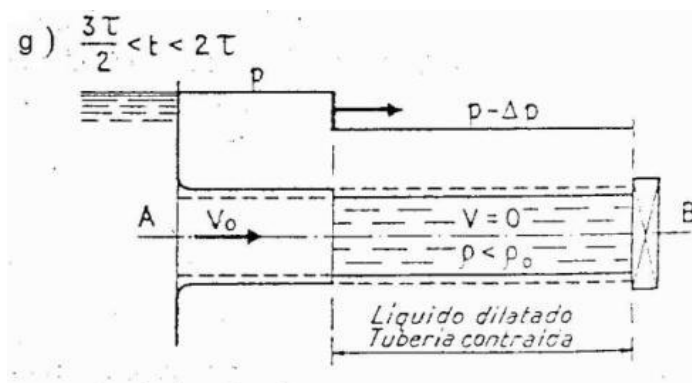 g) 3τ/2 < t < 2τ
p
p-Δp
A
V₀
V=0
B
ρ<ρ₀
Líquido dilatado
Tubería contraída